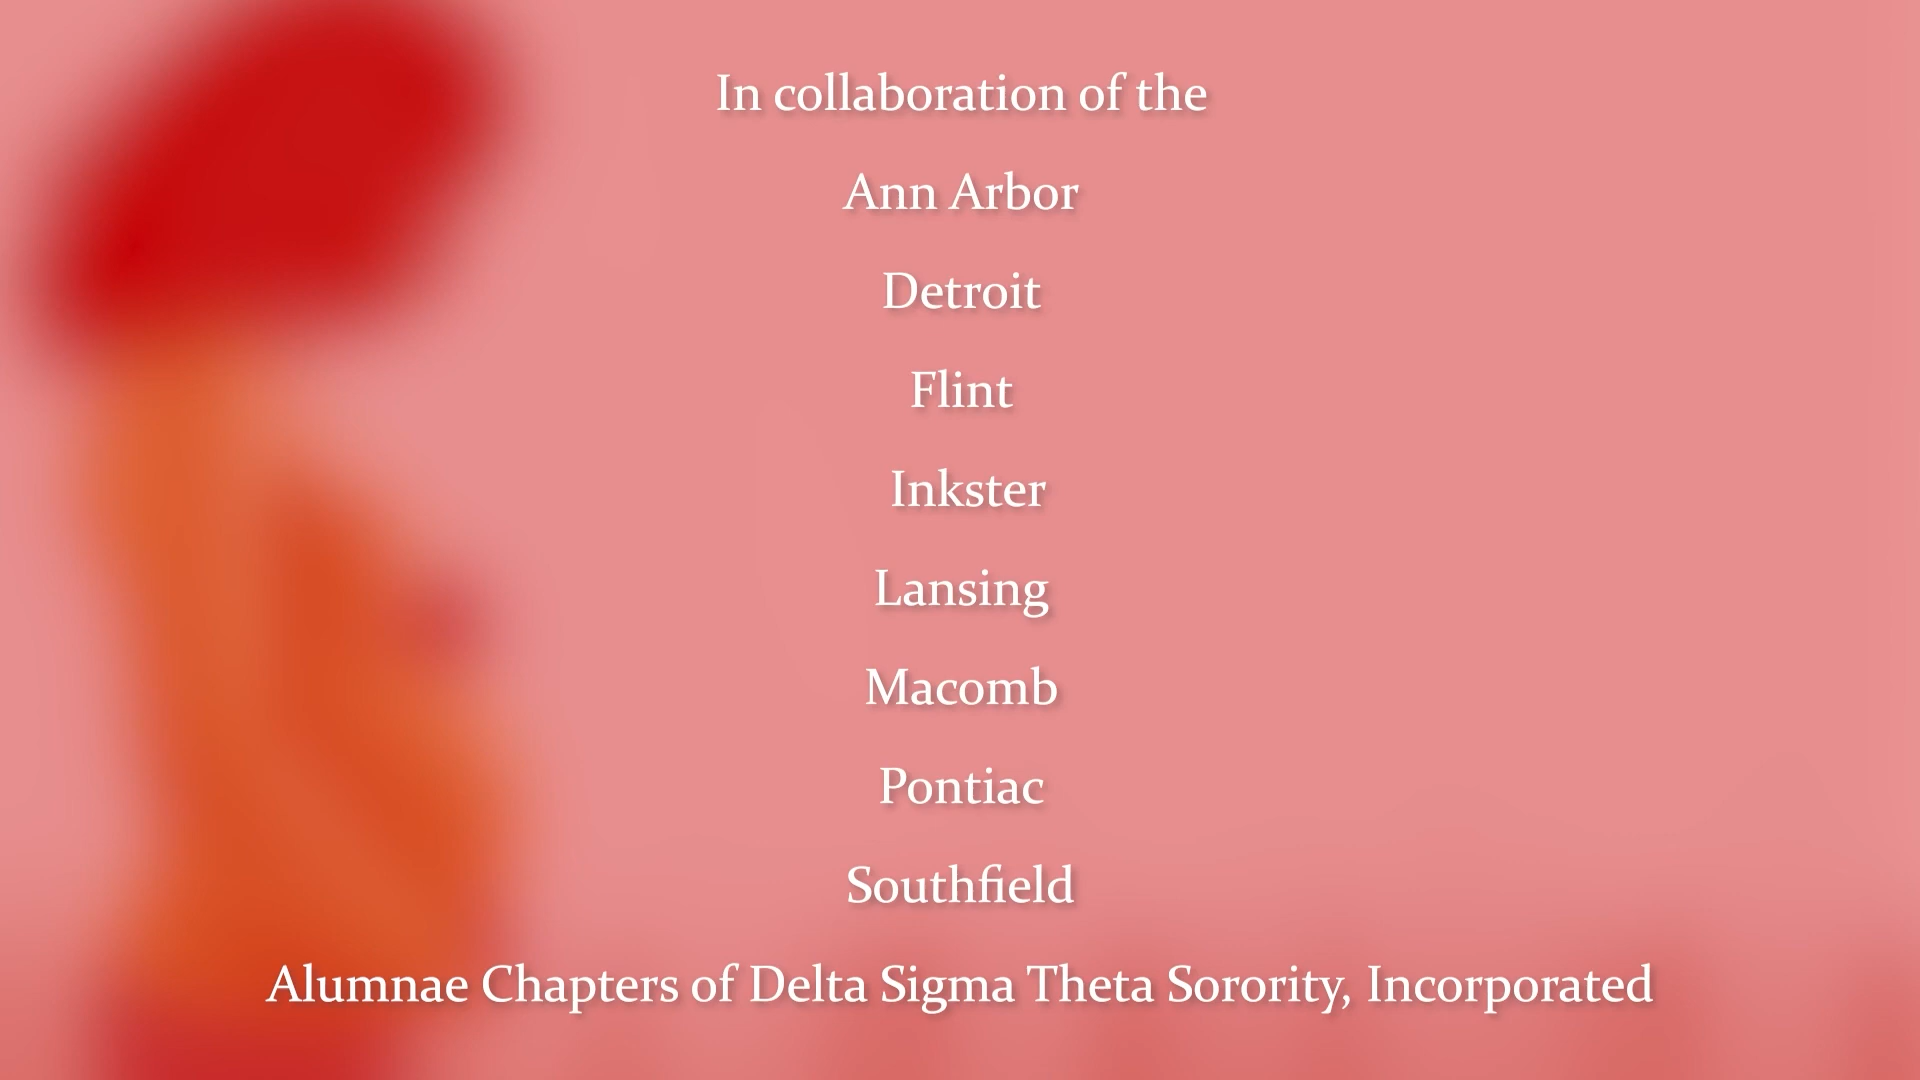 In collaboration of the
Ann Arbor
Detroit
Flint
Inkster
Lansing
Macomb
Pontiac
Southfield
Alumnae Chapters of Delta Sigma Theta Sorority, Incorporated